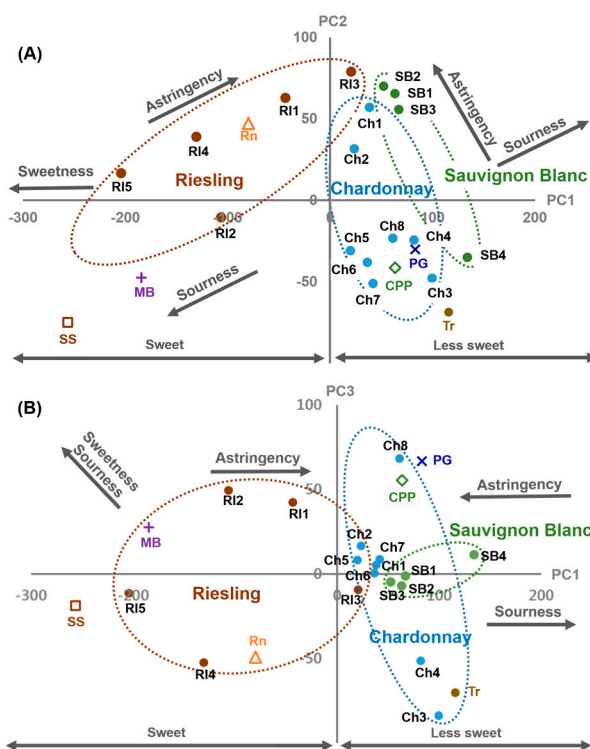 (A)
PC2
100
SB2
RI3
SB1
Astringency
SB3
Astringency
Sourness
RI1
50
Ch1
Rn
RI4
Ch2
Sweetness
Riesling
Chardonnay
Sauvignon Blanc
RI5
0
PC1
-300
-200
-100
100
200
RI2
Ch8
Ch5
Ch4
SB4
PG
Ch6
CPP
-50
Sourness
MB
Ch7
Ch3
Tr
SS
Sweet
Less sweet
-100
(B)
PC3
100
Ch8
PG
Sweetness
Sourness
Astringency
CPP
Astringency
RI2
50
RI1
MB
Sauvignon Blanc
Ch2
Ch7
Ch5
Ch1
SB1
SB4
0
PC1
Ch6
-300
-200
-100
100
200
Riesling
RI3
SB3
SB2
SS
RI5
Sourness
Chardonnay
Rn
50
RI4
Ch4
Tr
Ch3
Sweet
Less sweet